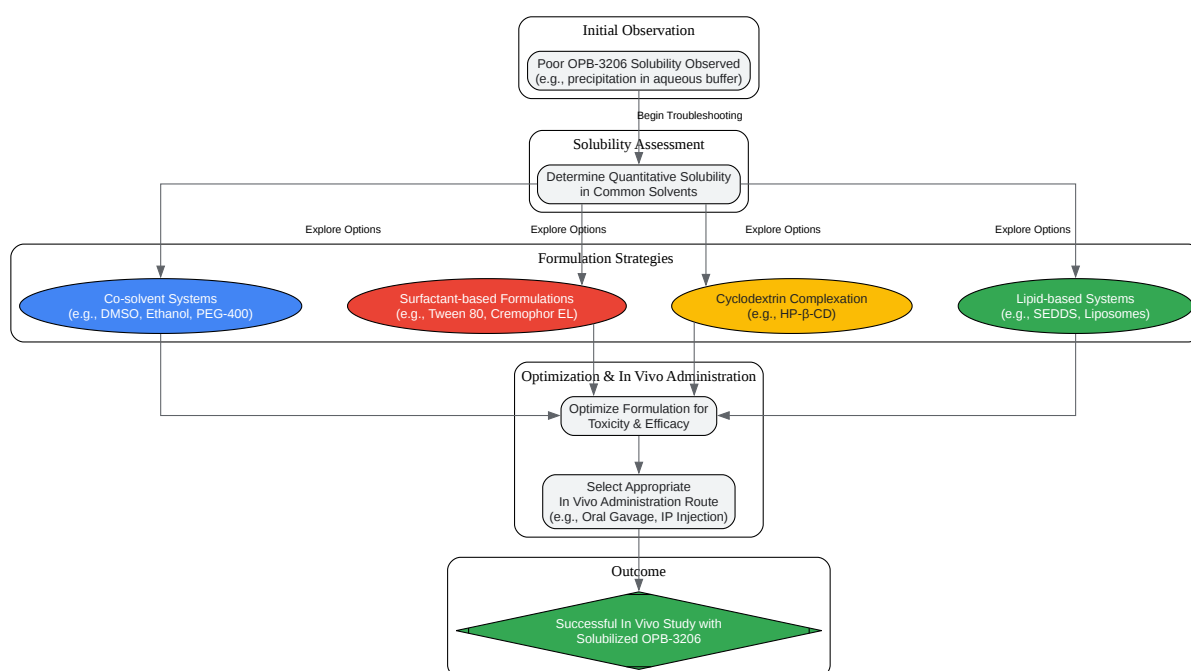 Initial Observation
Poor OPB-3206 Solubility Observed
(e.g., precipitation in aqueous buffer)
Begin Troubleshooting
Solubility Assessment
Determine Quantitative Solubility
in Common Solvents
Explore Options
Explore Options
Explore Options
Explore Options
Formulation Strategies
Co-solvent Systems
(e.g., DMSO, Ethanol, PEG-400)
Surfactant-based Formulations
(e.g., Tween 80, Cremophor EL)
Cyclodextrin Complexation
(e.g., HP-β-CD)
Lipid-based Systems
(e.g., SEDDS, Liposomes)
Optimization & In Vivo Administration
Optimize Formulation for
Toxicity & Efficacy
Select Appropriate
In Vivo Administration Route
(e.g., Oral Gavage, IP Injection)
Outcome
Successful In Vivo Study with
Solubilized OPB-3206